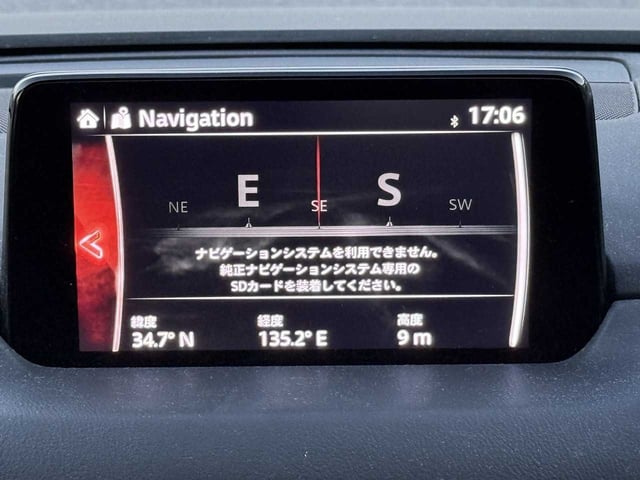 Navigation 17:06
NE E SE S SW
ナビゲーションシステムを利用できません。
純正ナビゲーションシステム専用の
SDカードを装着してください。
緯度 経度 高度
34.7° N 135.2° E 9 m